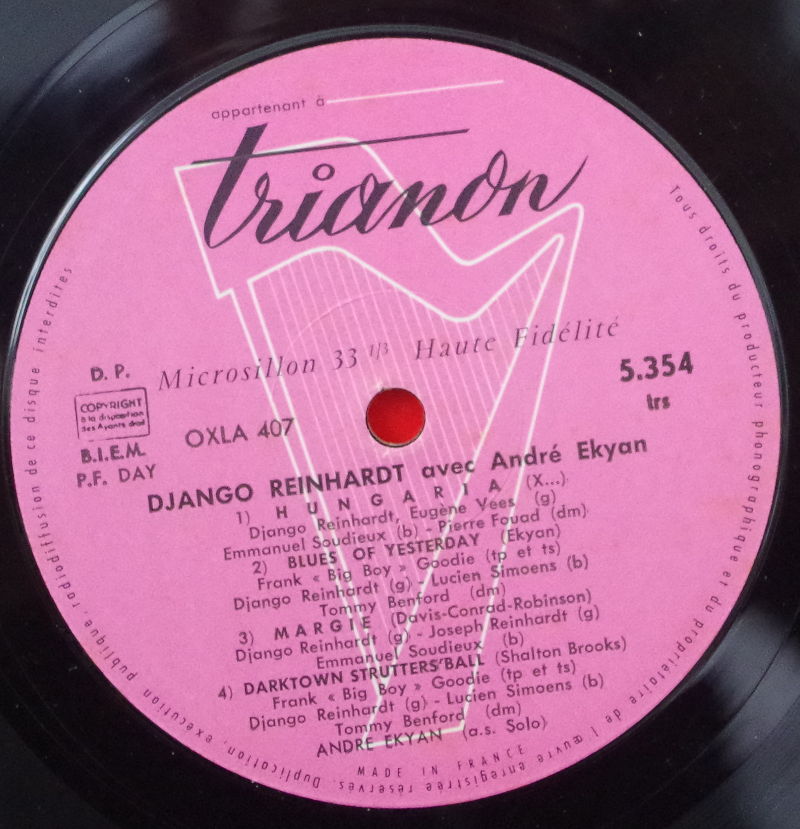 appartenant à
trianon
Microsillon 33 1/3 Haute Fidélité
D. P.
COPYRIGHT
à la disposition
des Ayants droit
B.I.E.M.
P.F. DAY
OXLA 407
5.354
trs
DJANGO REINHARDT avec André Ekyan
1) HUNGARIA (X...)
Django Reinhardt, Eugène Vées (g)
Emmanuel Soudieux (b) - Pierre Fouad (dm)
2) BLUES OF YESTERDAY (Ekyan)
Frank « Big Boy » Goodie (tp et ts)
Django Reinhardt (g) - Lucien Simoens (b)
Tommy Benford (dm)
3) MARGIE (Davis-Conrad-Robinson)
Django Reinhardt (g) - Joseph Reinhardt (g)
Emmanuel Soudieux (b)
4) DARKTOWN STRUTTERS'BALL (Shalton Brooks)
Frank « Big Boy » Goodie (tp et ts)
Django Reinhardt (g) - Lucien Simoens (b)
Tommy Benford (dm)
ANDRÉ EKYAN (a.s. Solo)
MADE IN FRANCE
Tous droits du producteur phonographique et du propriétaire de l'œuvre enregistrée réservés. Duplication, exécution publique, radiodiffusion de ce disque interdites